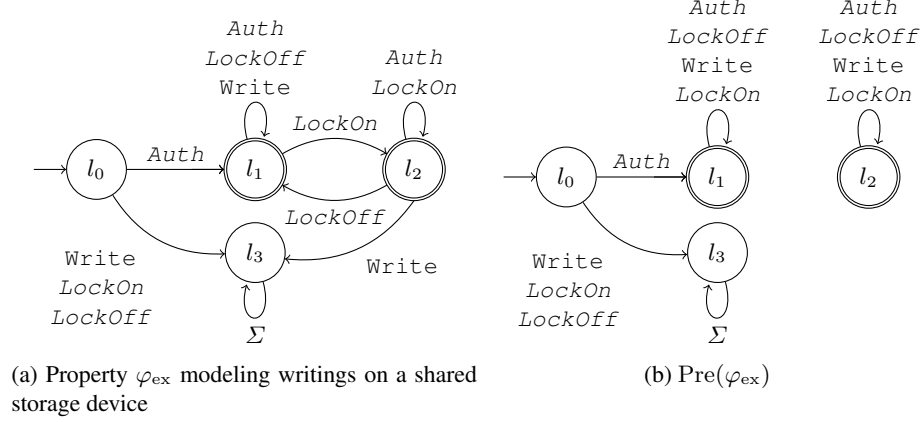 Auth
LockOff
Write
Auth
LockOn
LockOn
Auth
l0
l1
l2
LockOff
l3
Write
Write
LockOn
LockOff
Σ
(a) Property φex modeling writings on a shared
storage device
Auth
LockOff
Write
LockOn
Auth
LockOff
Write
LockOn
Auth
l0
l1
l2
l3
Write
LockOn
LockOff
Σ
(b) Pre(φex)